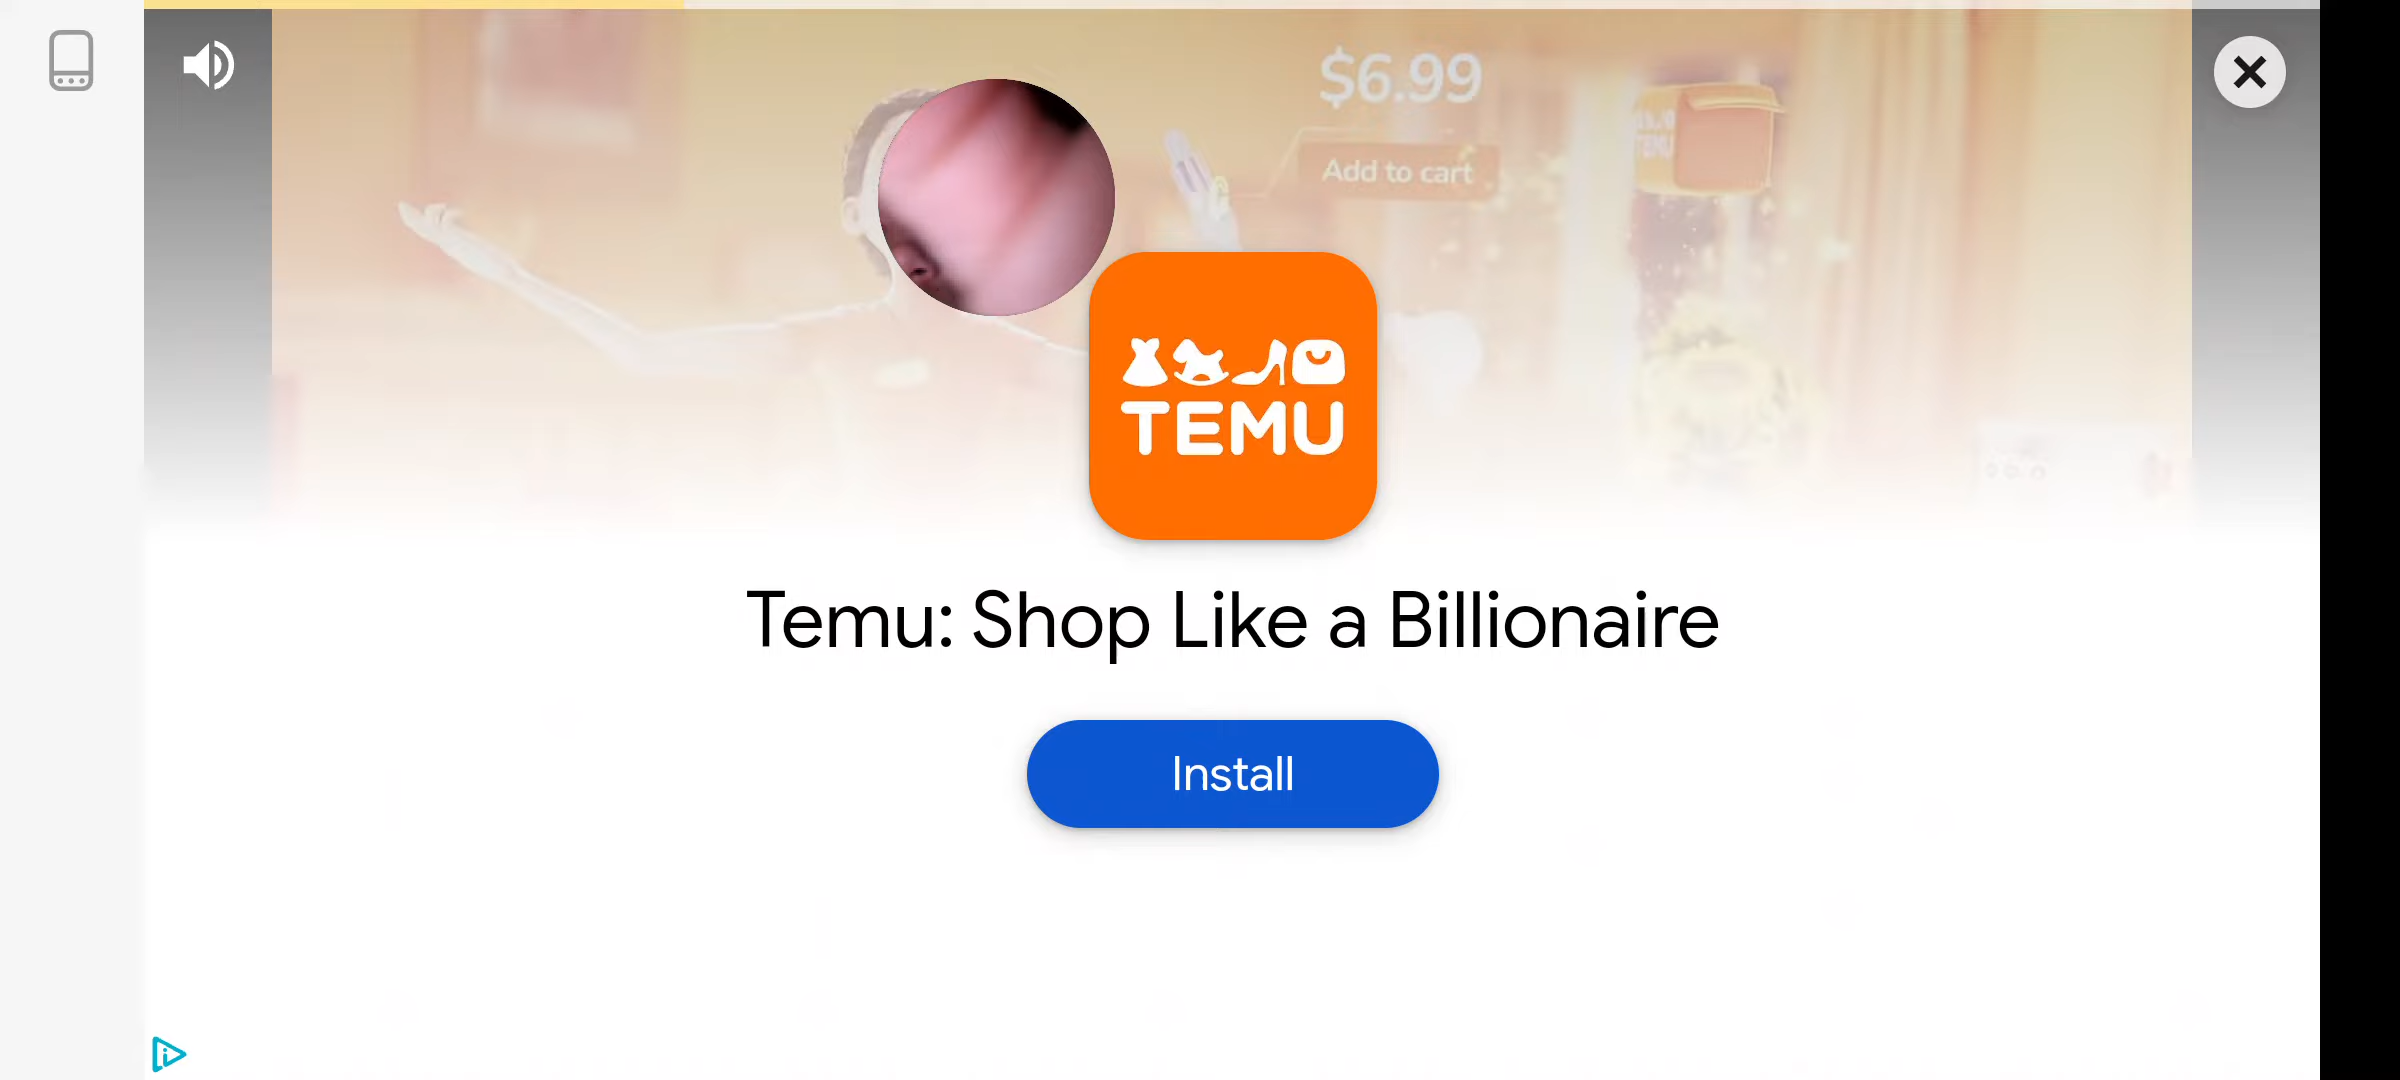 $6.99
Add to cart
TEMU
Temu: Shop Like a Billionaire
Install